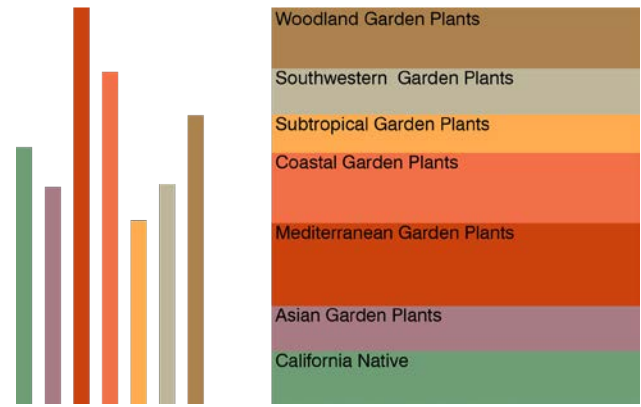 Woodland Garden Plants
Southwestern  Garden Plants
Subtropical Garden Plants
Coastal Garden Plants
Mediterranean Garden Plants
Asian Garden Plants
California Native